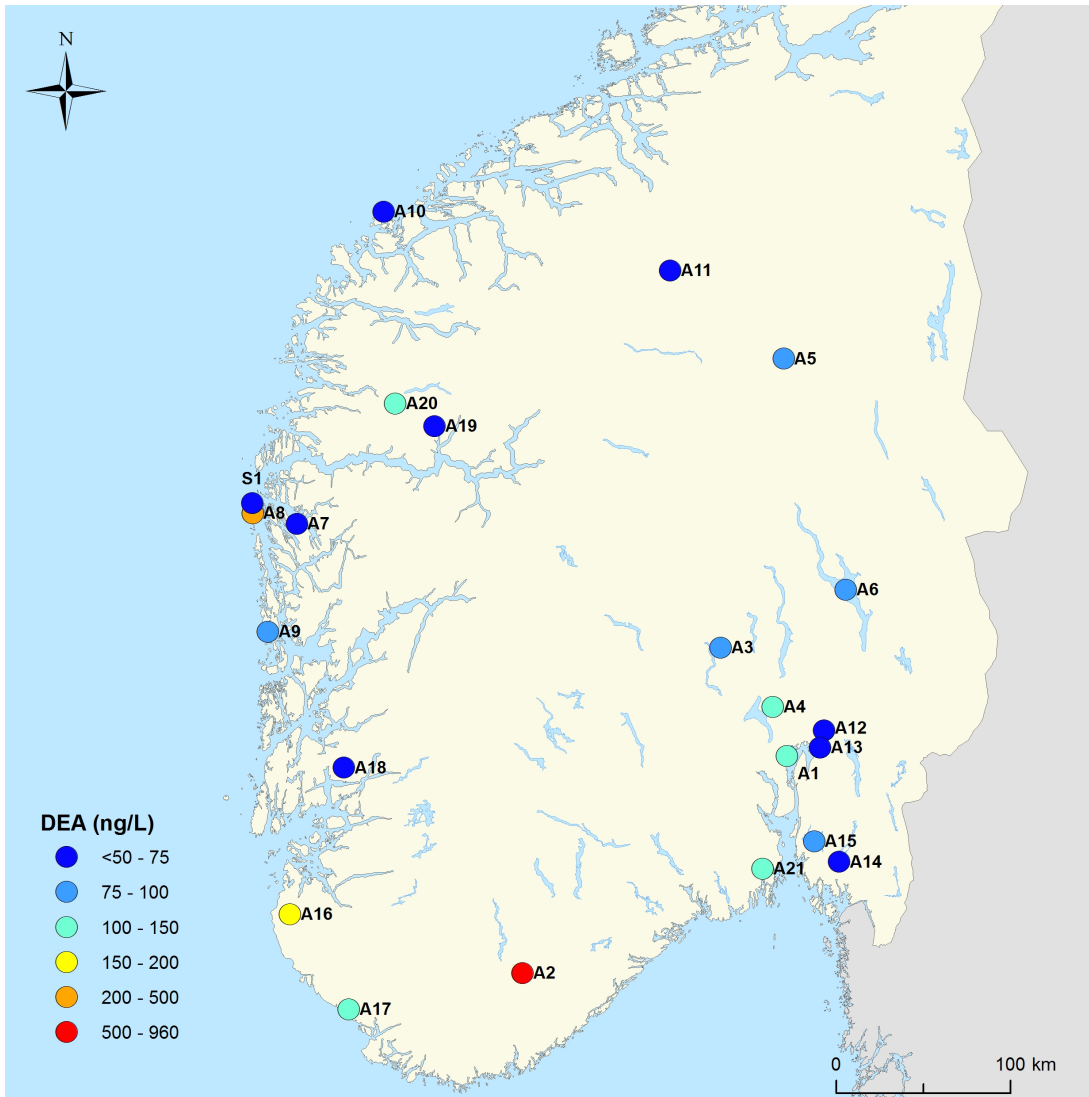 N
A10
A11
A5
A20
A19
S1
A8
A7
A6
A9
A3
A4
A12
A13
A1
A18
DEA (ng/L)
<50 - 75
75 - 100
100 - 150
150 - 200
200 - 500
500 - 960
A15
A14
A21
A16
A2
A17
0 100 km